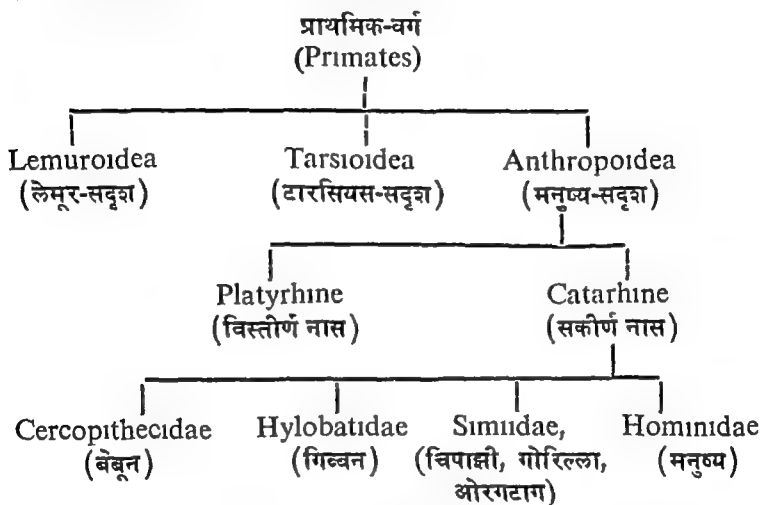 प्राथमिक-वर्ग
(Primates)
Lemuroidea Tarsioidea Anthropoidea
(लेमूर-सदृश) (टारसियस-सदृश) (मनुष्य-सदृश)
Platyrhine Catarhine
(विस्तीर्ण नास) (सकीर्ण नास)
Cercopithecidae Hylobatidae Simiidae, Hominidae
(बेबून) (गिब्बन) (चिपाझी, गोरिल्ला, (मनुष्य)
ओरगटाग)